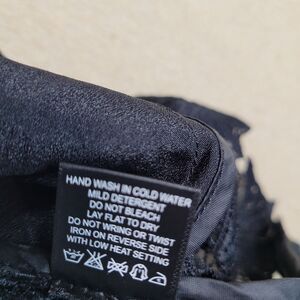 HAND WASH IN COLD WATER
MILD DETERGENT
DO NOT BLEACH
LAY FLAT TO DRY
DO NOT WRING OR TWIST
IRON ON REVERSE SIDE
WITH LOW HEAT SETTING